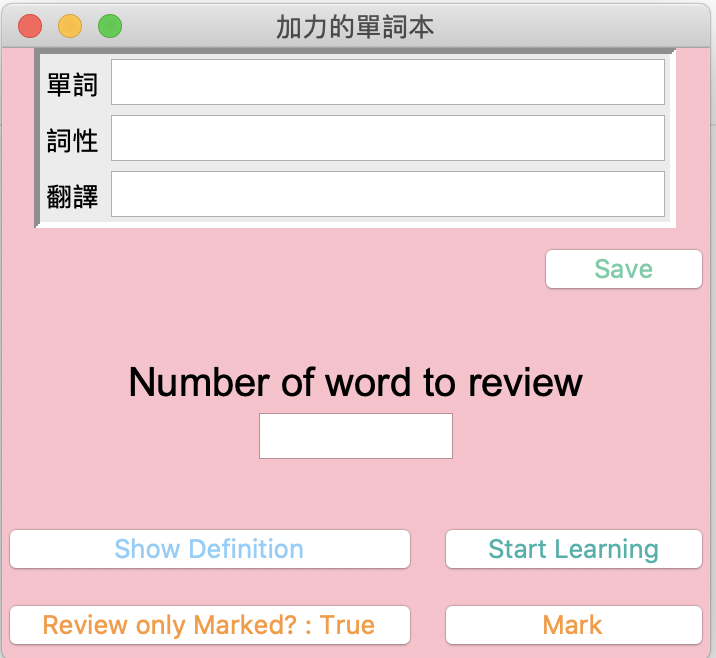 加力的單詞本
單詞
詞性
翻譯
Save
Number of word to review
Show Definition
Start Learning
Review only Marked? : True
Mark